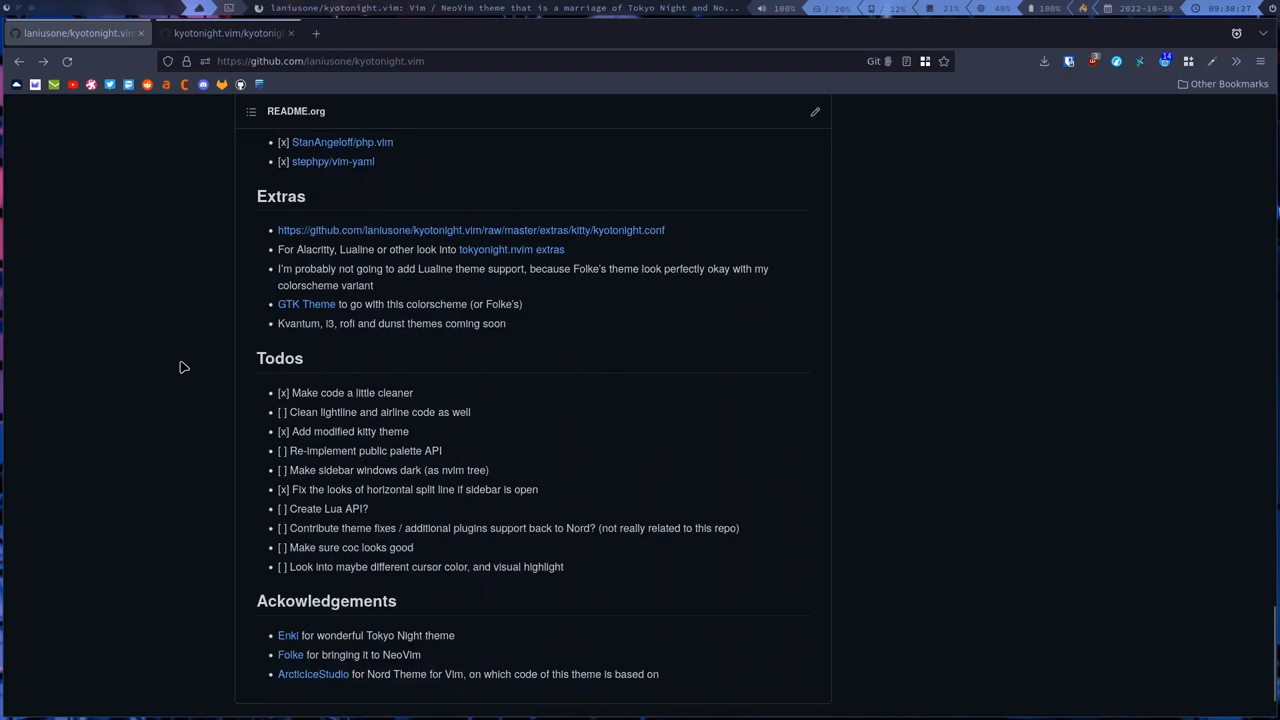 laniusone/kyotonight.vim: Vim / NeoVim theme that is a marriage of Tokyo Night and No...
100%
20%
12%
21%
48%
100%
2022-10-30
09:38:27
laniusone/kyotonight.vim
kyotonight.vim/kyotonigh
https://github.com/laniusone/kyotonight.vim
Git
3
14
Other Bookmarks
README.org
[x] StanAngeloff/php.vim
[x] stephpy/vim-yaml
Extras
https://github.com/laniusone/kyotonight.vim/raw/master/extras/kitty/kyotonight.conf
For Alacritty, Lualine or other look into tokyonight.nvim extras
I'm probably not going to add Lualine theme support, because Folke's theme look perfectly okay with my
colorscheme variant
GTK Theme to go with this colorscheme (or Folke's)
Kvantum, i3, rofi and dunst themes coming soon
Todos
[x] Make code a little cleaner
[ ] Clean lightline and airline code as well
[x] Add modified kitty theme
[ ] Re-implement public palette API
[ ] Make sidebar windows dark (as nvim tree)
[x] Fix the looks of horizontal split line if sidebar is open
[ ] Create Lua API?
[ ] Contribute theme fixes / additional plugins support back to Nord? (not really related to this repo)
[ ] Make sure coc looks good
[ ] Look into maybe different cursor color, and visual highlight
Ackowledgements
Enki for wonderful Tokyo Night theme
Folke for bringing it to NeoVim
ArcticIceStudio for Nord Theme for Vim, on which code of this theme is based on